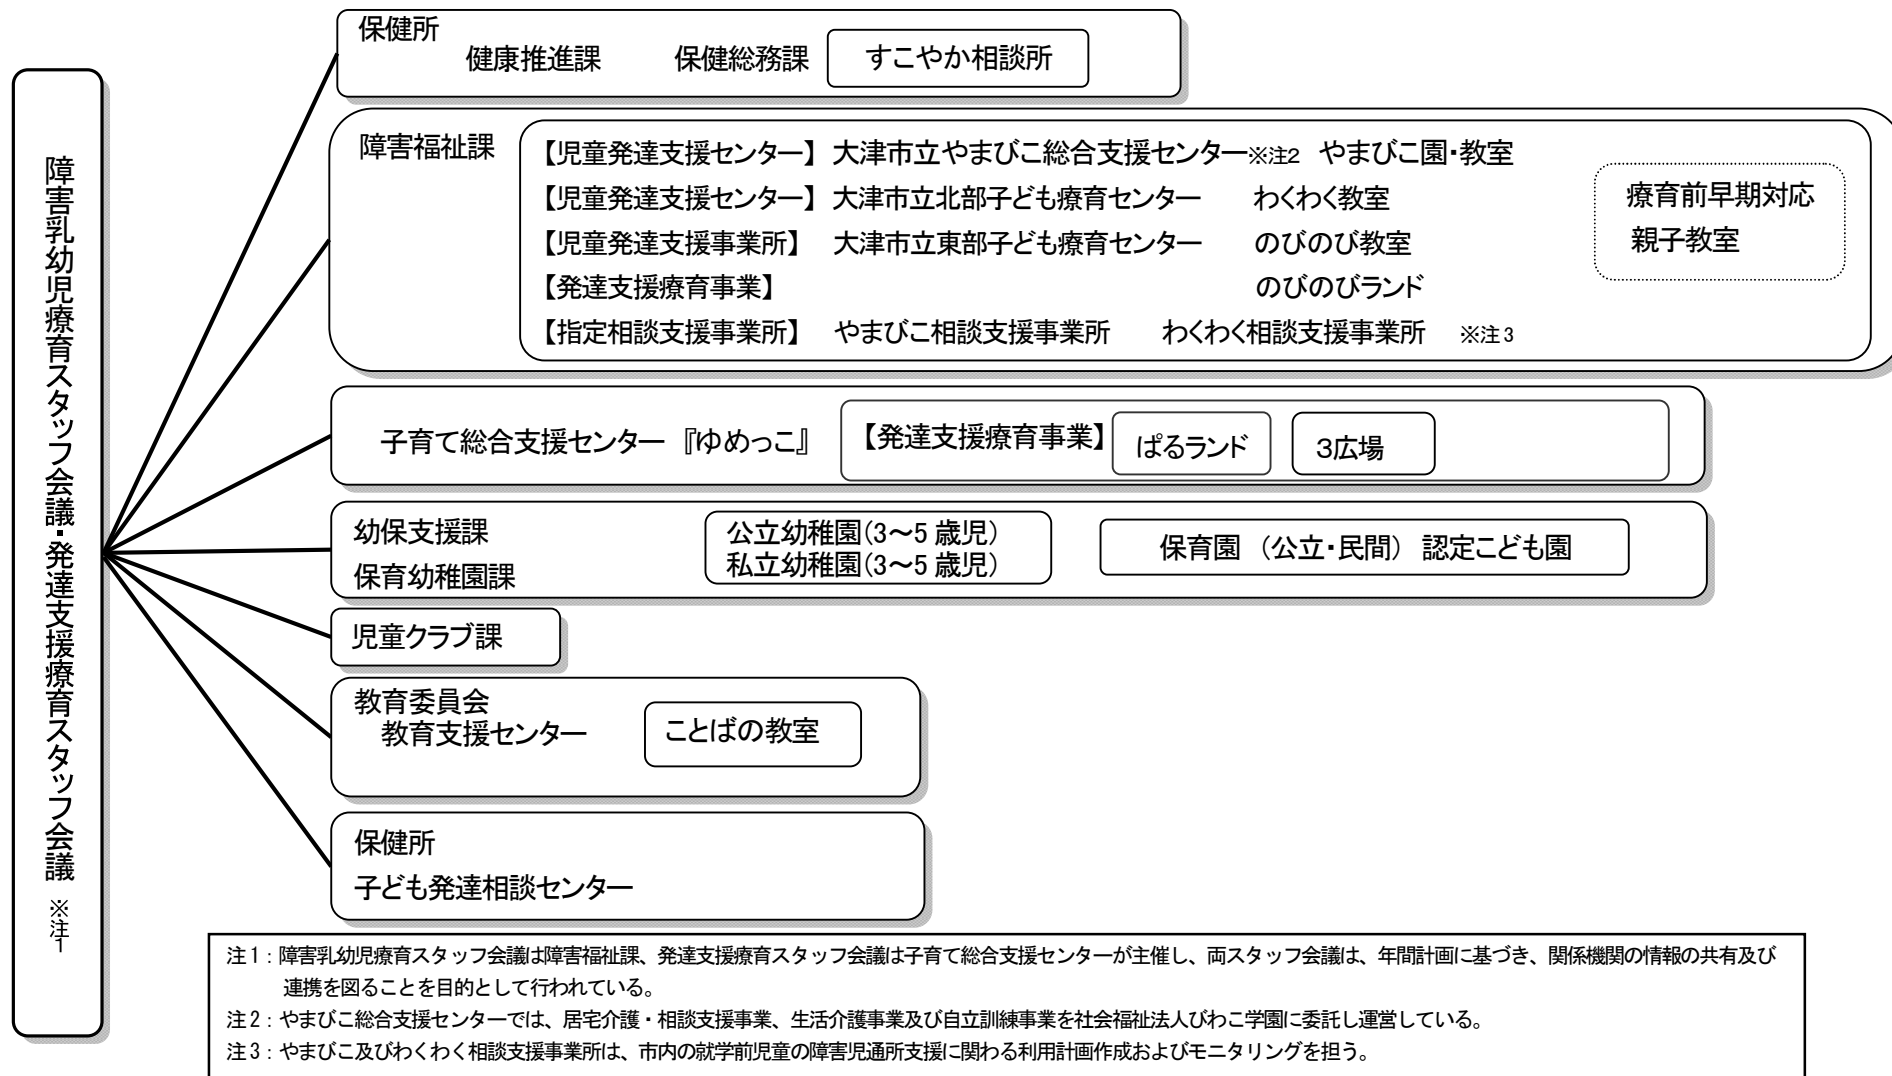 障害乳幼児療育スタッフ会議・発達支援療育スタッフ会議 ※注1
保健所
健康推進課 保健総務課 すこやか相談所
障害福祉課
【児童発達支援センター】 大津市立やまびこ総合支援センター※注2 やまびこ園・教室
【児童発達支援センター】 大津市立北部子ども療育センター わくわく教室
【児童発達支援事業所】 大津市立東部子ども療育センター のびのび教室
【発達支援療育事業】 のびのびランド
【指定相談支援事業所】 やまびこ相談支援事業所 わくわく相談支援事業所 ※注3
療育前早期対応
親子教室
子育て総合支援センター 『ゆめっこ』 【発達支援療育事業】 ぱるランド 3広場
幼保支援課
保育幼稚園課
公立幼稚園(3〜5 歳児)
私立幼稚園(3〜5 歳児)
保育園 (公立・民間) 認定こども園
児童クラブ課
教育委員会
教育支援センター
ことばの教室
保健所
子ども発達相談センター
注1:障害乳幼児療育スタッフ会議は障害福祉課、発達支援療育スタッフ会議は子育て総合支援センターが主催し、両スタッフ会議は、年間計画に基づき、関係機関の情報の共有及び
連携を図ることを目的として行われている。
注2:やまびこ総合支援センターでは、居宅介護・相談支援事業、生活介護事業及び自立訓練事業を社会福祉法人びわこ学園に委託し運営している。
注3:やまびこ及びわくわく相談支援事業所は、市内の就学前児童の障害児通所支援に関わる利用計画作成およびモニタリングを担う。